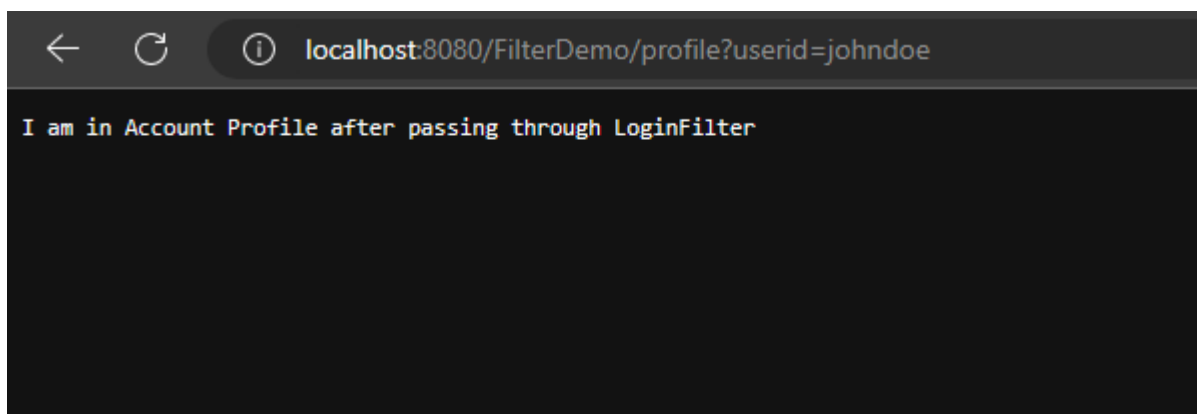 localhost:8080/FilterDemo/profile?userid=johndoe
I am in Account Profile after passing through LoginFilter